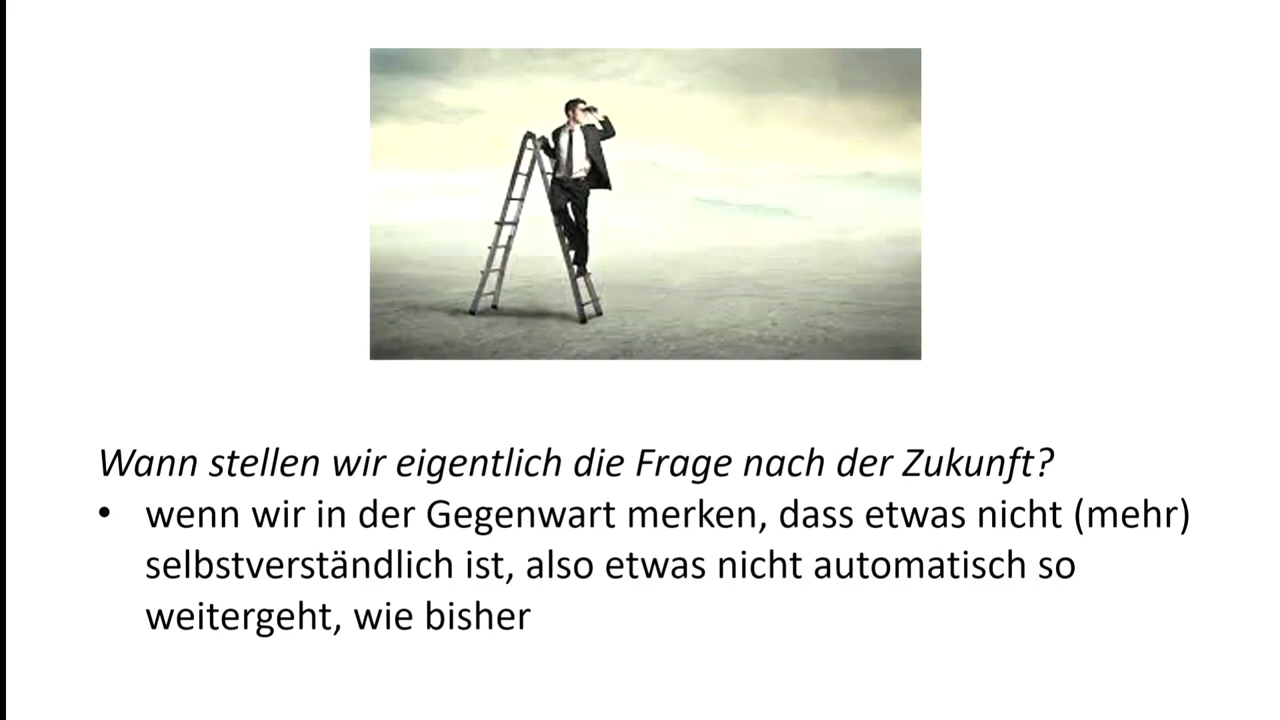 Wann stellen wir eigentlich die Frage nach der Zukunft?
• wenn wir in der Gegenwart merken, dass etwas nicht (mehr)
selbstverständlich ist, also etwas nicht automatisch so
weitergeht, wie bisher